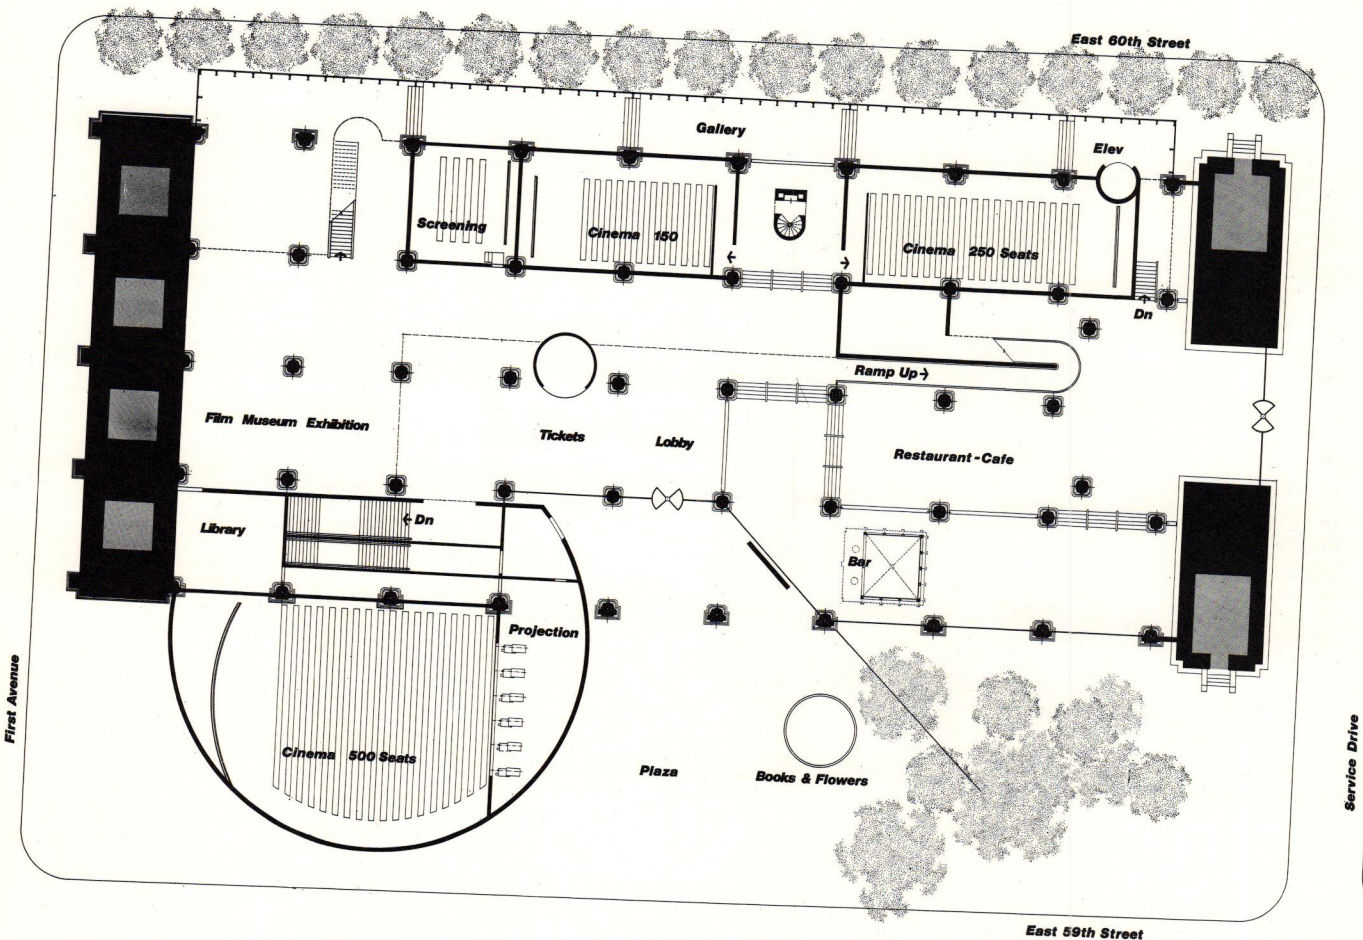 East 60th Street
Gallery
Elev
Screening
Cinema 150
Cinema 250 Seats
Dn
Ramp Up
Film Museum Exhibition
Tickets
Lobby
Restaurant-Cafe
Library
Dn
Bar
Projection
First Avenue
Cinema 500 Seats
Plaza
Books & Flowers
Service Drive
East 59th Street